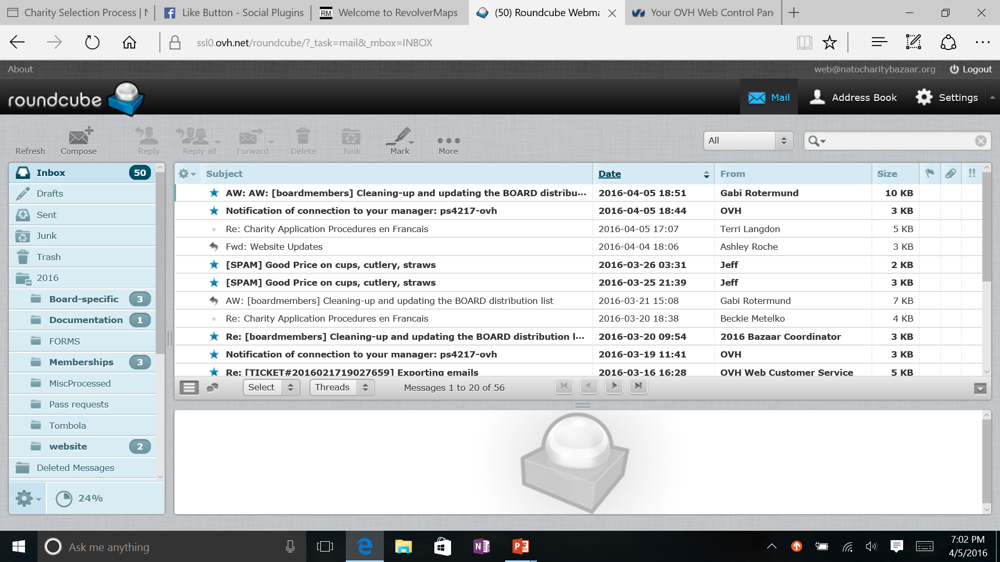 Charity Selection Process | N
Like Button - Social Plugins
RM Welcome to RevolverMaps
(50) Roundcube Webma
Your OVH Web Control Pan
ssl0.ovh.net/roundcube/?_task=mail&_mbox=INBOX
About
web@natocharitybazaar.org
Logout
roundcube
Mail
Address Book
Settings
Refresh
Compose
Reply
Reply all
Forward
Delete
Junk
Mark
More
All
Inbox 50
Drafts
Sent
Junk
Trash
2016
Board-specific 3
Documentation 1
FORMS
Memberships 3
MiscProcessed
Pass requests
Tombola
website 2
Deleted Messages
24%
Subject Date From Size !!
AW: AW: [boardmembers] Cleaning-up and updating the BOARD distribu... 2016-04-05 18:51 Gabi Rotermund 10 KB
Notification of connection to your manager: ps4217-ovh 2016-04-05 18:44 OVH 3 KB
Re: Charity Application Procedures en Francais 2016-04-05 17:07 Terri Langdon 5 KB
Fwd: Website Updates 2016-04-04 18:06 Ashley Roche 3 KB
[SPAM] Good Price on cups, cutlery, straws 2016-03-26 03:31 Jeff 2 KB
[SPAM] Good Price on cups, cutlery, straws 2016-03-25 21:39 Jeff 3 KB
AW: [boardmembers] Cleaning-up and updating the BOARD distribution list 2016-03-21 15:08 Gabi Rotermund 7 KB
Re: Charity Application Procedures en Francais 2016-03-20 18:38 Beckie Metelko 4 KB
Re: [boardmembers] Cleaning-up and updating the BOARD distribution l... 2016-03-20 09:54 2016 Bazaar Coordinator 3 KB
Notification of connection to your manager: ps4217-ovh 2016-03-19 11:41 OVH 3 KB
Re: [TICKET#2016021719027659] Exporting emails 2016-03-16 16:28 OVH Web Customer Service 5 KB
Select
Threads
Messages 1 to 20 of 56
Ask me anything
7:02 PM
4/5/2016